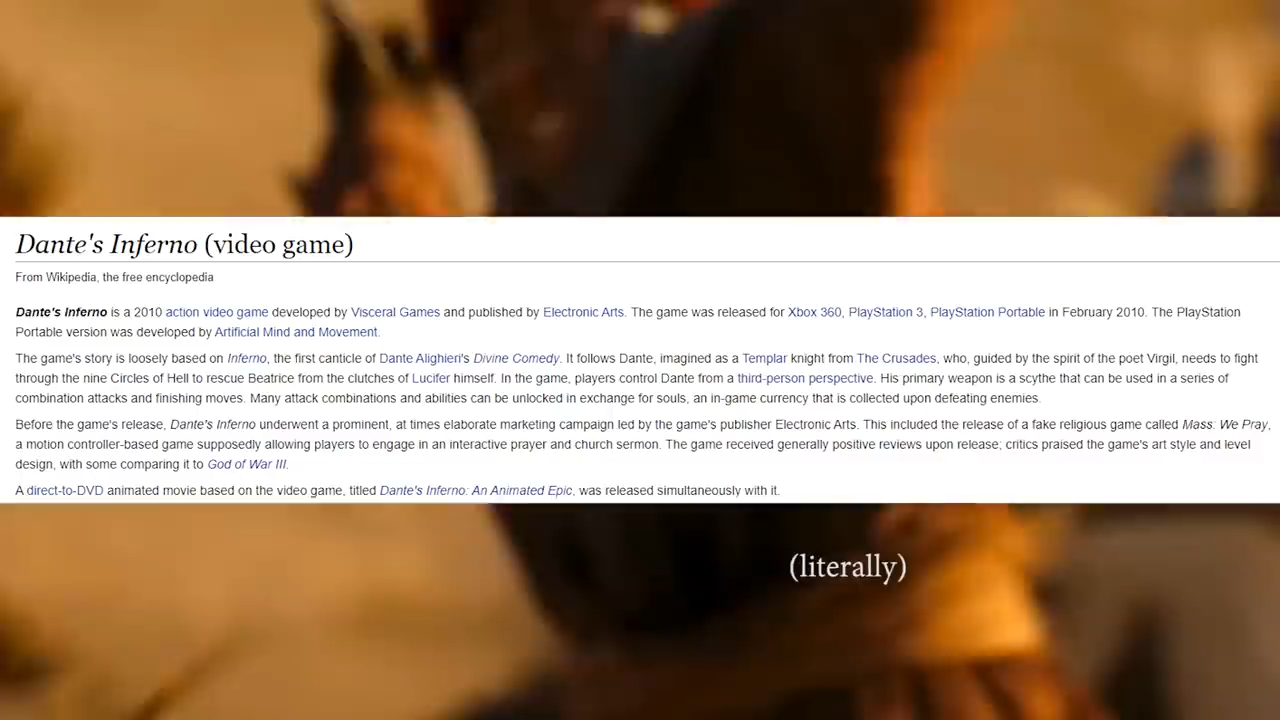 Dante's Inferno (video game)
From Wikipedia, the free encyclopedia
Dante's Inferno is a 2010 action video game developed by Visceral Games and published by Electronic Arts. The game was released for Xbox 360, PlayStation 3, PlayStation Portable in February 2010. The PlayStation
Portable version was developed by Artificial Mind and Movement.
The game's story is loosely based on Inferno, the first canticle of Dante Alighieri's Divine Comedy. It follows Dante, imagined as a Templar knight from The Crusades, who, guided by the spirit of the poet Virgil, needs to fight
through the nine Circles of Hell to rescue Beatrice from the clutches of Lucifer himself. In the game, players control Dante from a third-person perspective. His primary weapon is a scythe that can be used in a series of
combination attacks and finishing moves. Many attack combinations and abilities can be unlocked in exchange for souls, an in-game currency that is collected upon defeating enemies.
Before the game's release, Dante's Inferno underwent a prominent, at times elaborate marketing campaign led by the game's publisher Electronic Arts. This included the release of a fake religious game called Mass: We Pray,
a motion controller-based game supposedly allowing players to engage in an interactive prayer and church sermon. The game received generally positive reviews upon release; critics praised the game's art style and level
design, with some comparing it to God of War III.
A direct-to-DVD animated movie based on the video game, titled Dante's Inferno: An Animated Epic, was released simultaneously with it.
(literally)